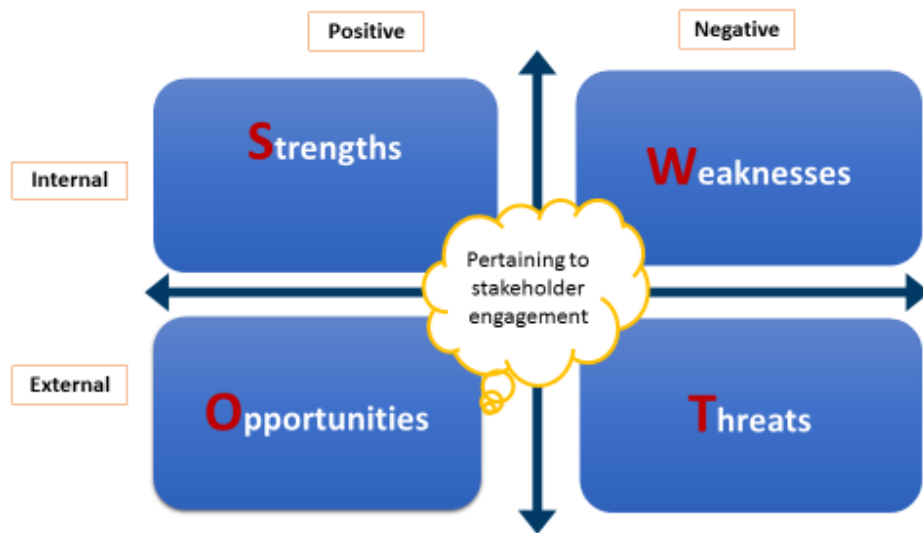 Positive
Negative
Internal
Strengths
Weaknesses
Pertaining to
stakeholder
engagement
External
Opportunities
Threats